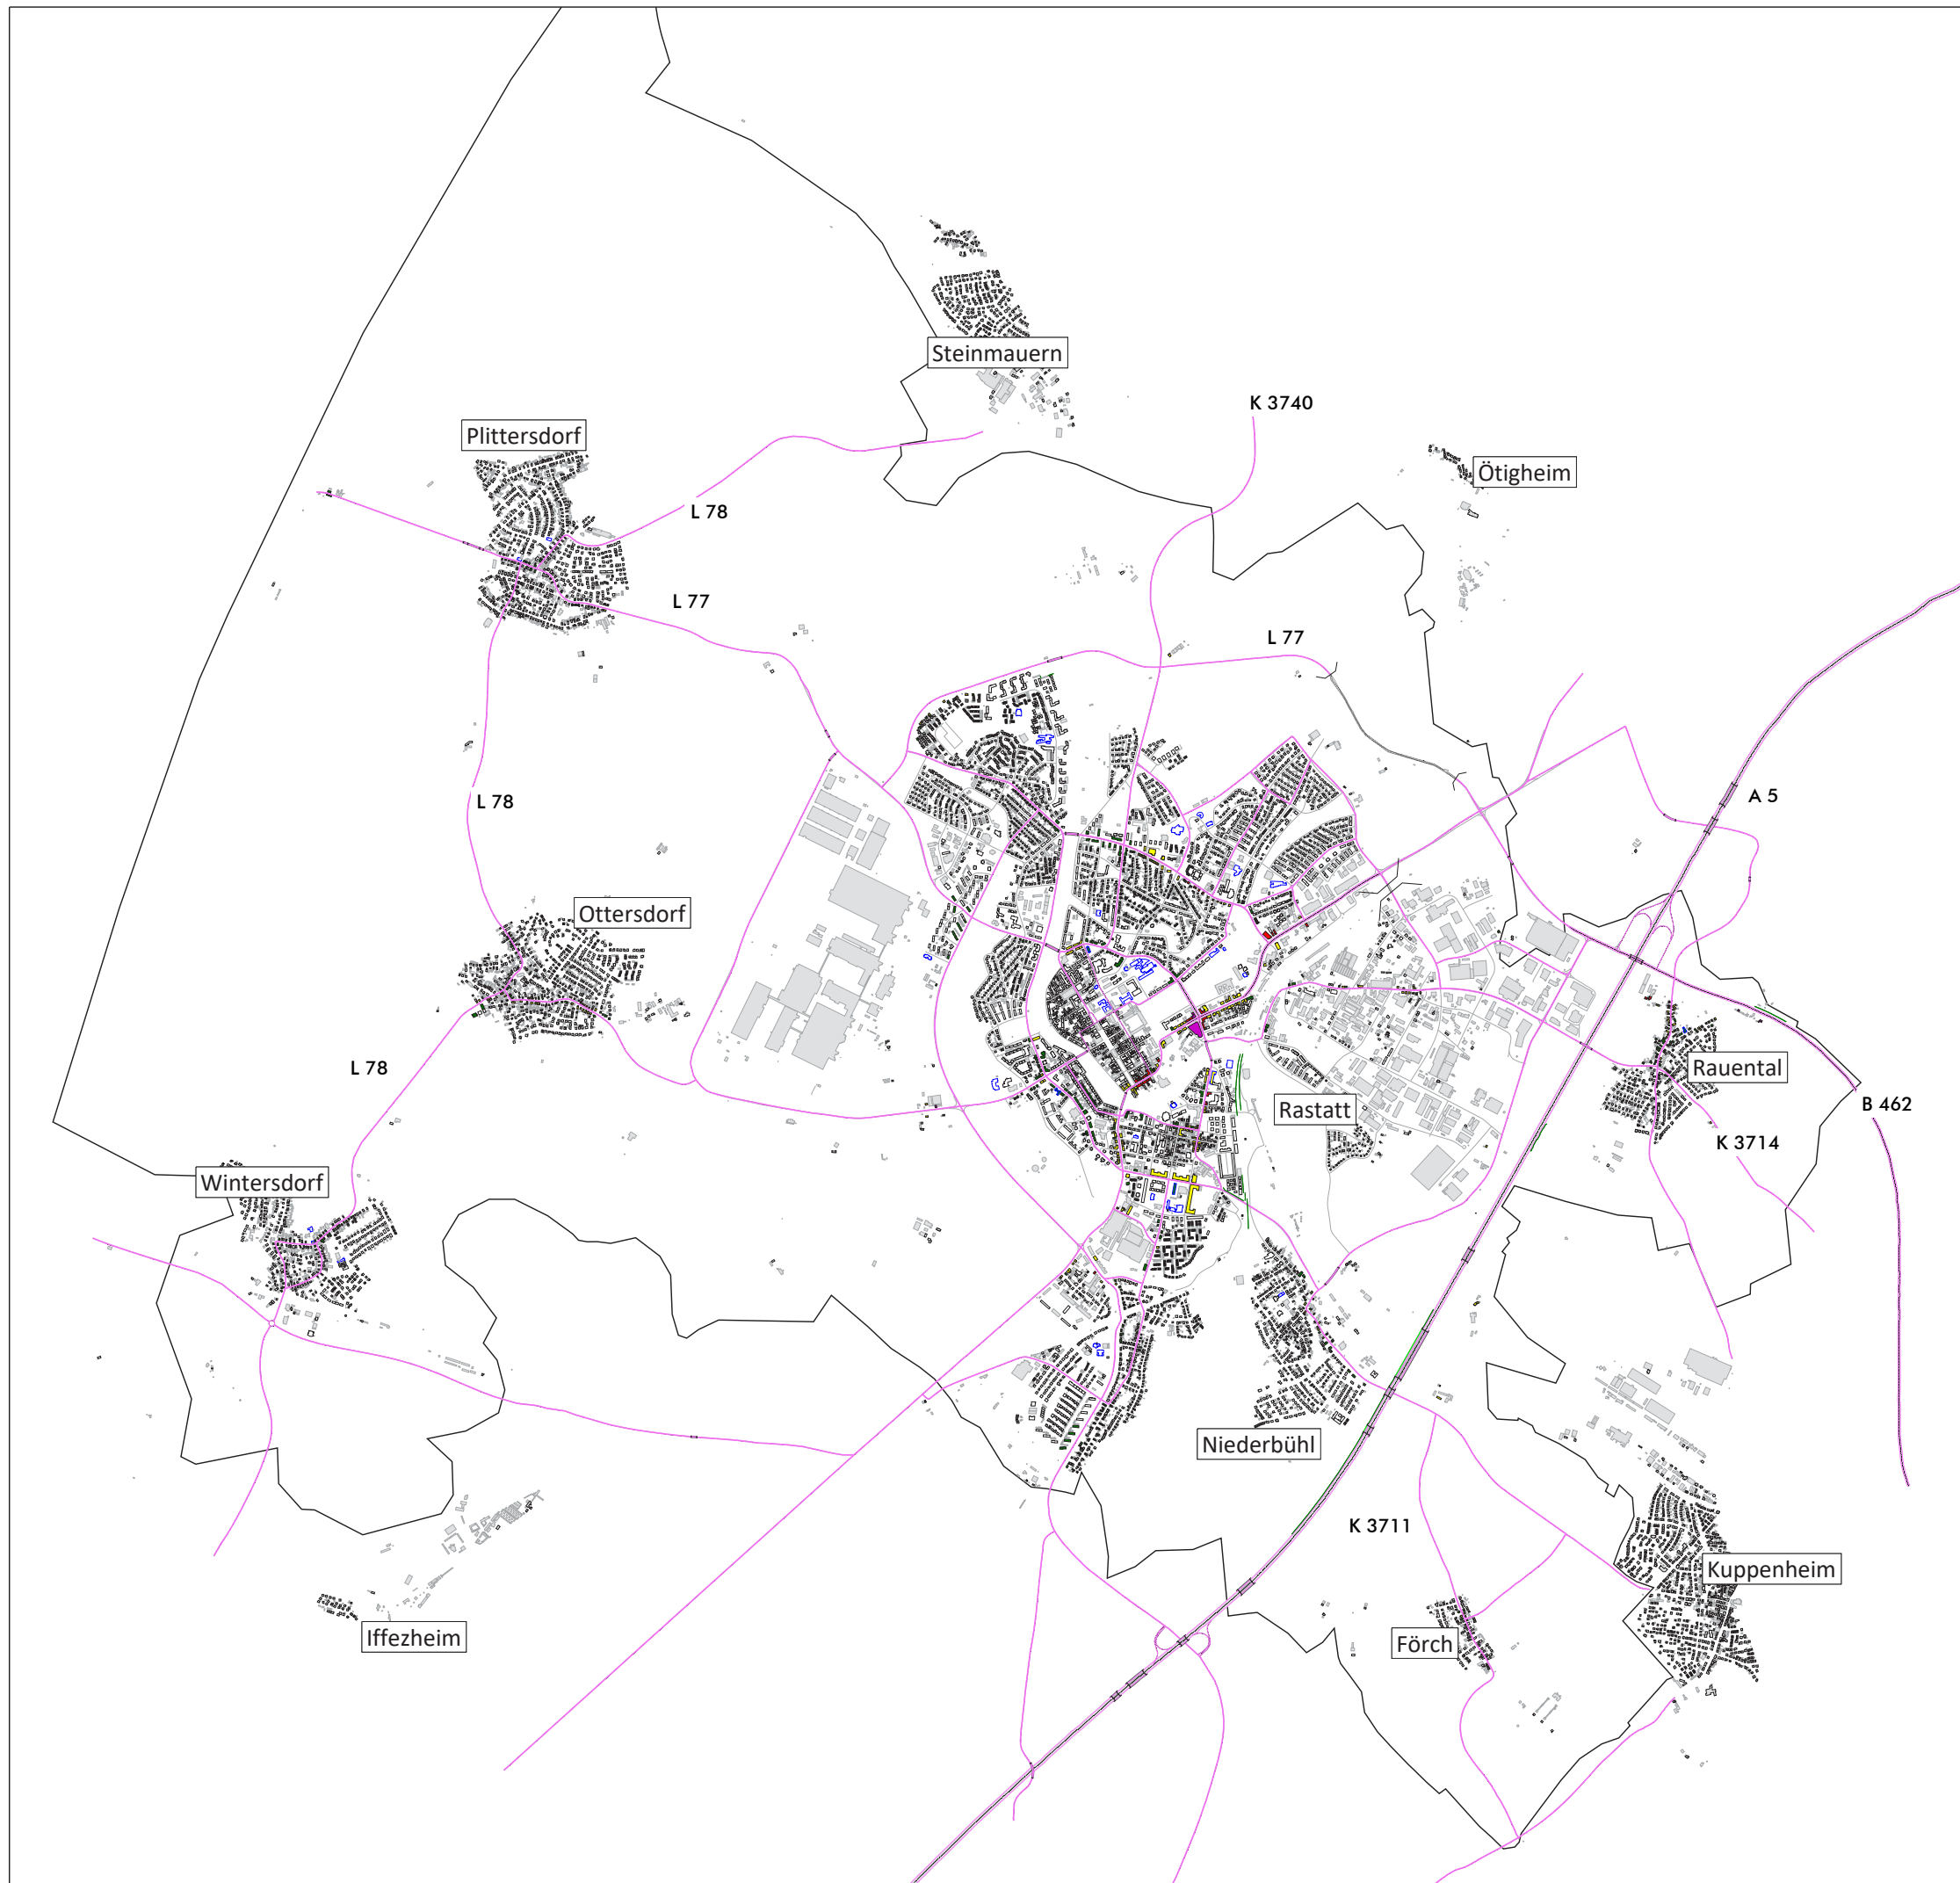 Steinmauern
K 3740
Plittersdorf
Ötigheim
L 78
L 77
L 77
L 78
A 5
Ottersdorf
L 78
Rauental
Rastatt
B 462
K 3714
Wintersdorf
Niederbühl
K 3711
Kuppenheim
Iffezheim
Förch